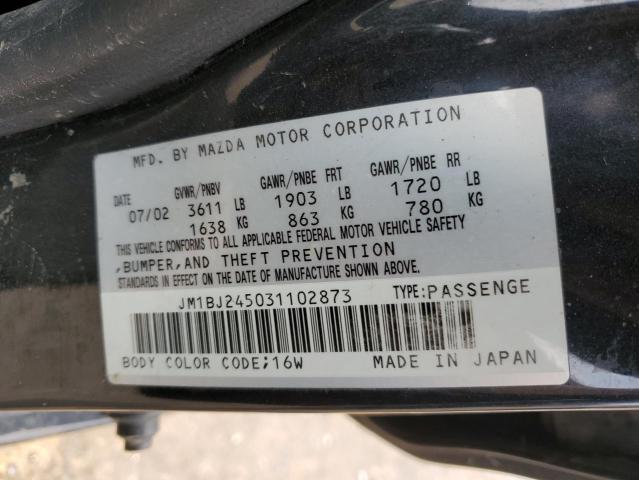 MFD. BY MAZDA MOTOR CORPORATION
DATE GVWR/PNBV GAWR/PNBE FRT GAWR/PNBE RR
07/02 3611 LB 1903 LB 1720 LB
1638 KG 863 KG 780 KG
THIS VEHICLE CONFORMS TO ALL APPLICABLE FEDERAL MOTOR VEHICLE SAFETY
,BUMPER,AND THEFT PREVENTION
STANDARDS IN EFFECT ON THE DATE OF MANUFACTURE SHOWN ABOVE.
JM1BJ245031102873 TYPE:PASSENGE
BODY COLOR CODE;16W MADE IN JAPAN